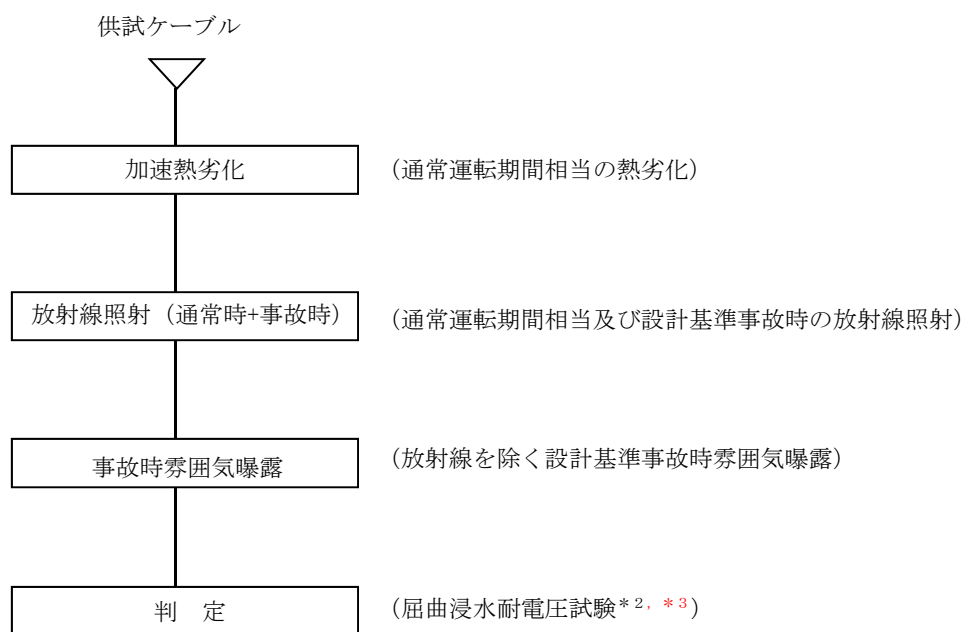 供試ケーブル
加速熱劣化 (通常運転期間相当の熱劣化)
放射線照射(通常時+事故時) (通常運転期間相当及び設計基準事故時の放射線照射)
事故時雰囲気曝露 (放射線を除く設計基準事故時雰囲気曝露)
判 定 (屈曲浸水耐電圧試験*2, *3)